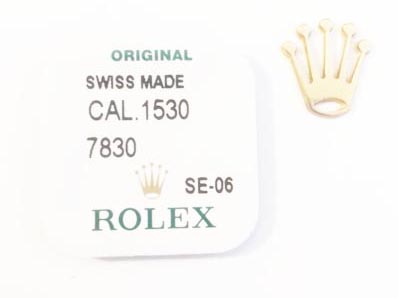 ORIGINAL
SWISS MADE
CAL.1530
7830
SE-06
ROLEX